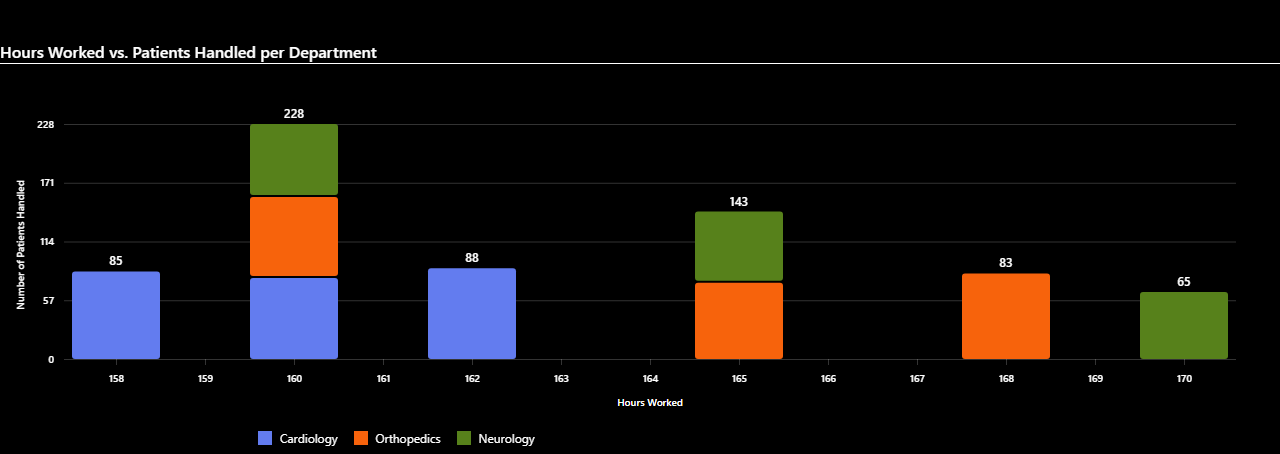 Hours Worked vs. Patients Handled per Department
228
228
171
145
143
114
85
88
83
65
57
0
Number of Patients Handled
158 159 160 161 162 163 164 165 166 167 168 169 170
Hours Worked
Cardiology Orthopedics Neurology